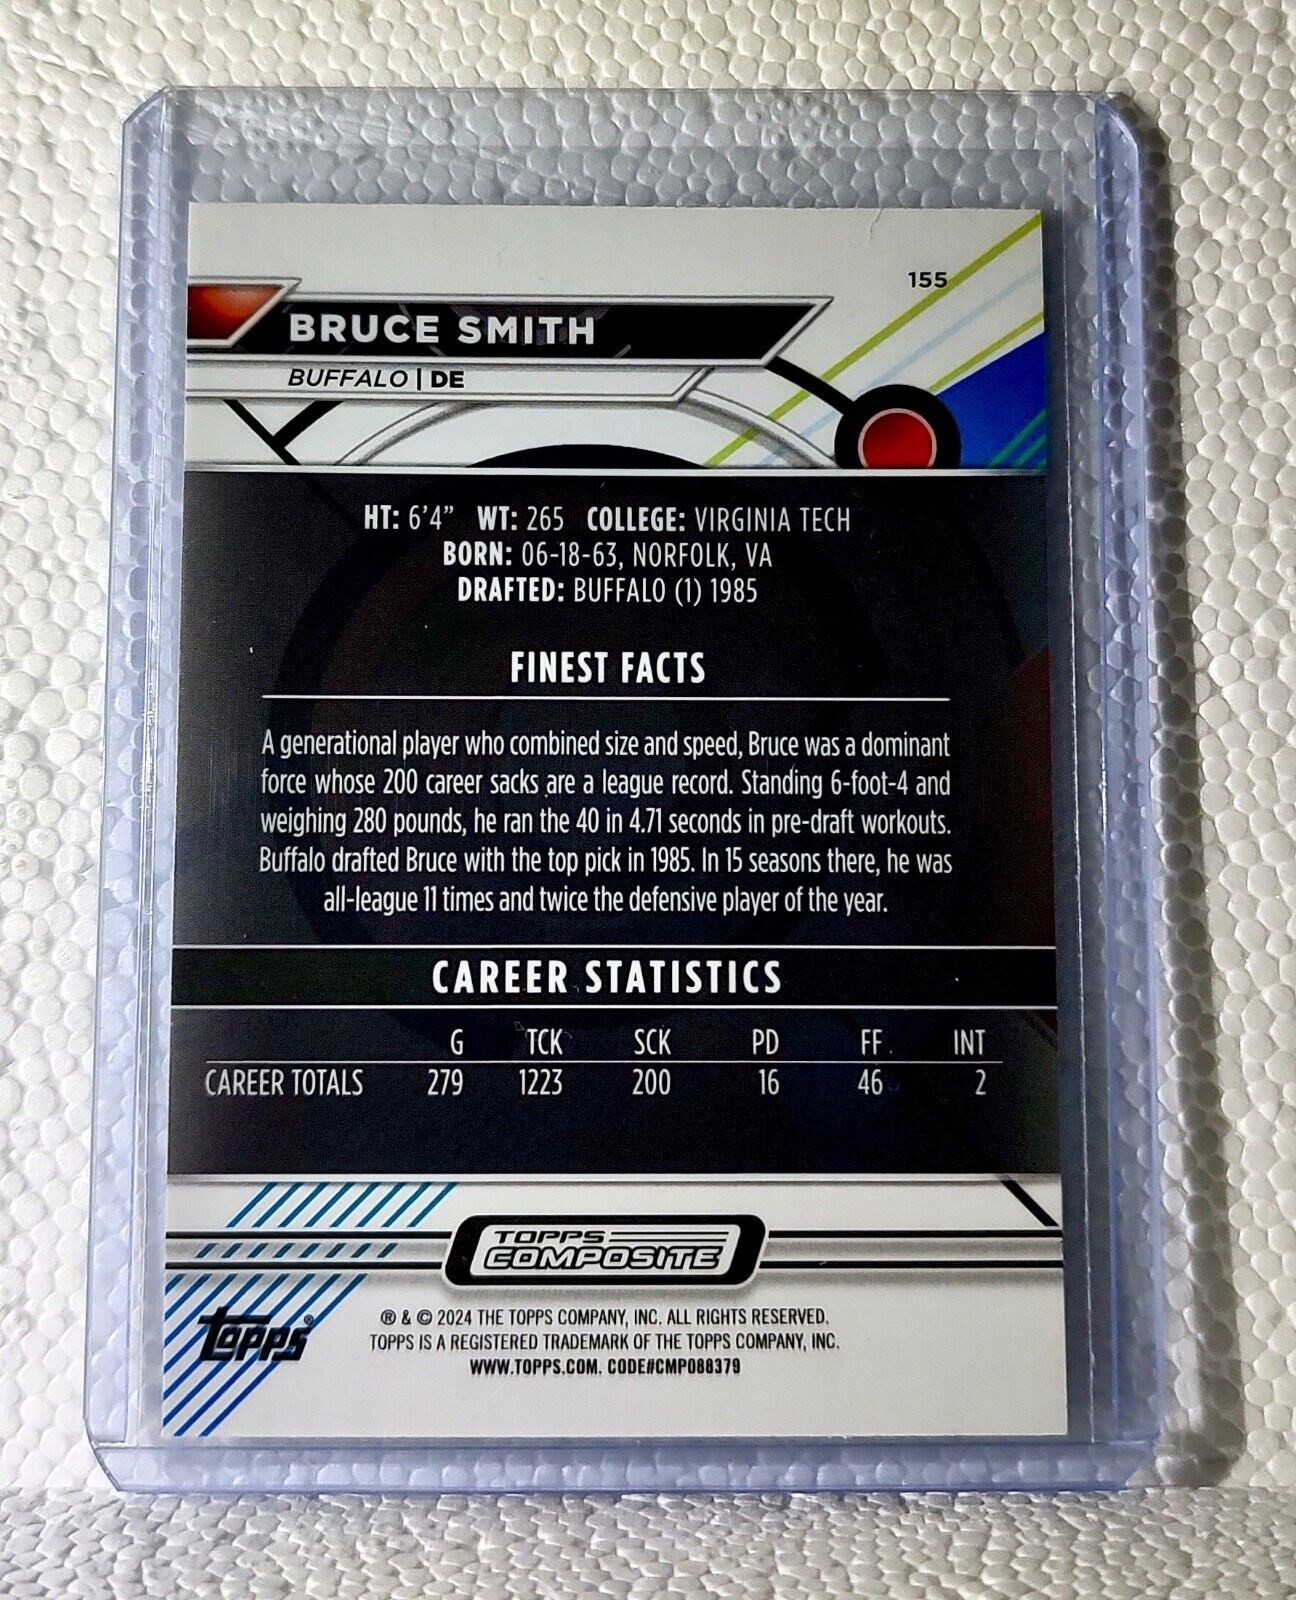 155
BRUCE SMITH
BUFFALO | DE
HT: 6'4" WT: 265 COLLEGE: VIRGINIA TECH
BORN: 06-18-63, NORFOLK, VA
DRAFTED: BUFFALO (1) 1985
FINEST FACTS
A generational player who combined size and speed, Bruce was a dominant
force whose 200 career sacks are a league record. Standing 6-foot-4 and
weighing 280 pounds, he ran the 40 in 4.71 seconds in pre-draft workouts.
Buffalo drafted Bruce with the top pick in 1985. In 15 seasons there, he was
all-league 11 times and twice the defensive player of the year.
CAREER STATISTICS
G TCK SCK PD FF INT
CAREER TOTALS 279 1223 200 16 46 2
TOPPS
COMPOSITE
topps®
® & © 2024 THE TOPPS COMPANY, INC. ALL RIGHTS RESERVED.
TOPPS IS A REGISTERED TRADEMARK OF THE TOPPS COMPANY, INC.
WWW.TOPPS.COM. CODE#CMP088379